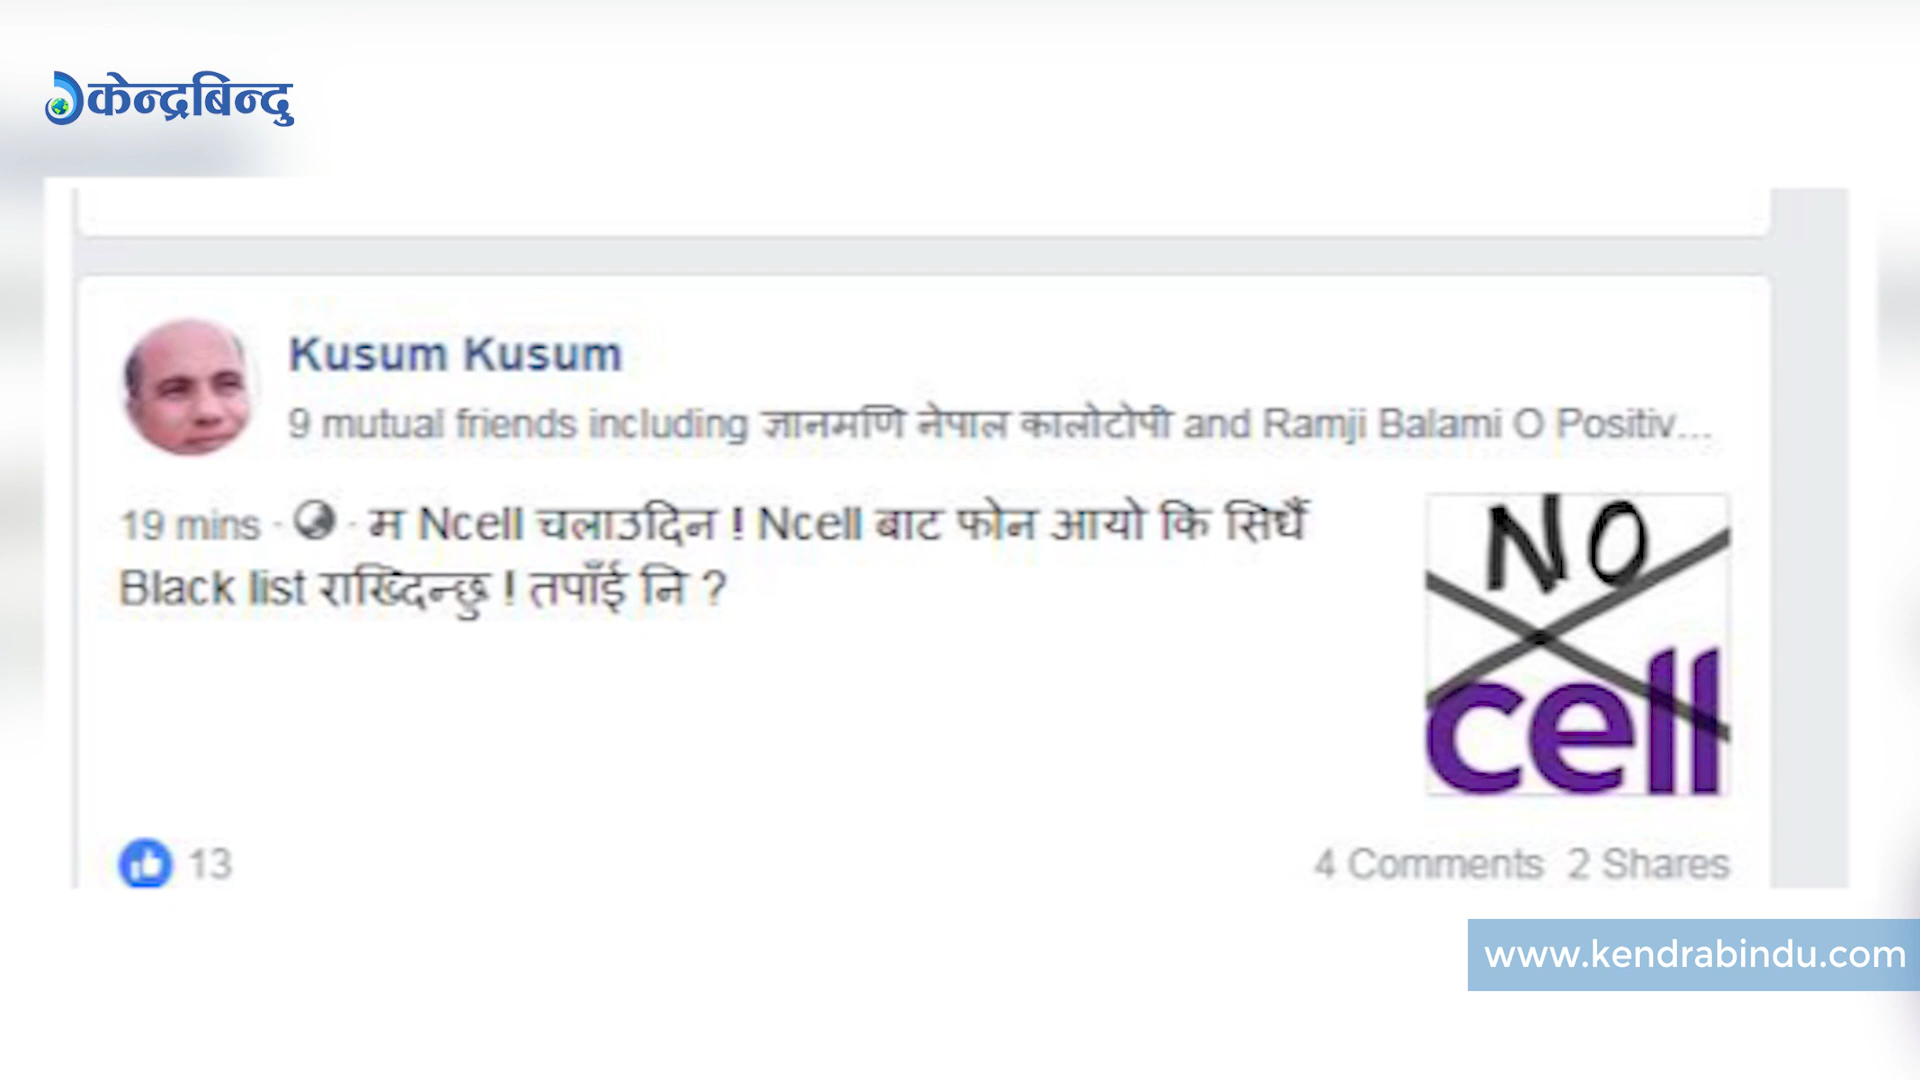 केन्द्रबिन्दु
Kusum Kusum
9 mutual friends including ज्ञानमणि नेपाल कालोटोपी and Ramji Balami O Positiv...
19 mins · म Ncell चलाउदिन ! Ncell बाट फोन आयो कि सिधैँ
Black list राख्दिन्छु ! तपाँई नि ?
NO
cell
13
4 Comments 2 Shares
www.kendrabindu.com